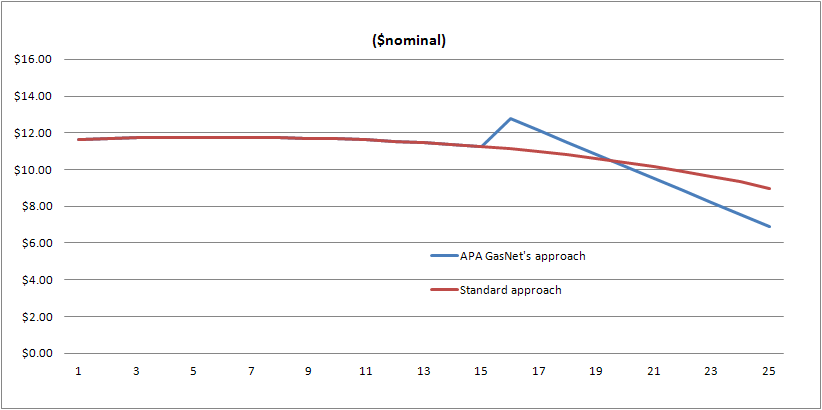 ($nominal)
$16.00
$14.00
$12.00
$10.00
$8.00
$6.00
$4.00
$2.00
$0.00
APA GasNet's approach
Standard approach
1 3 5 7 9 11 13 15 17 19 21 23 25